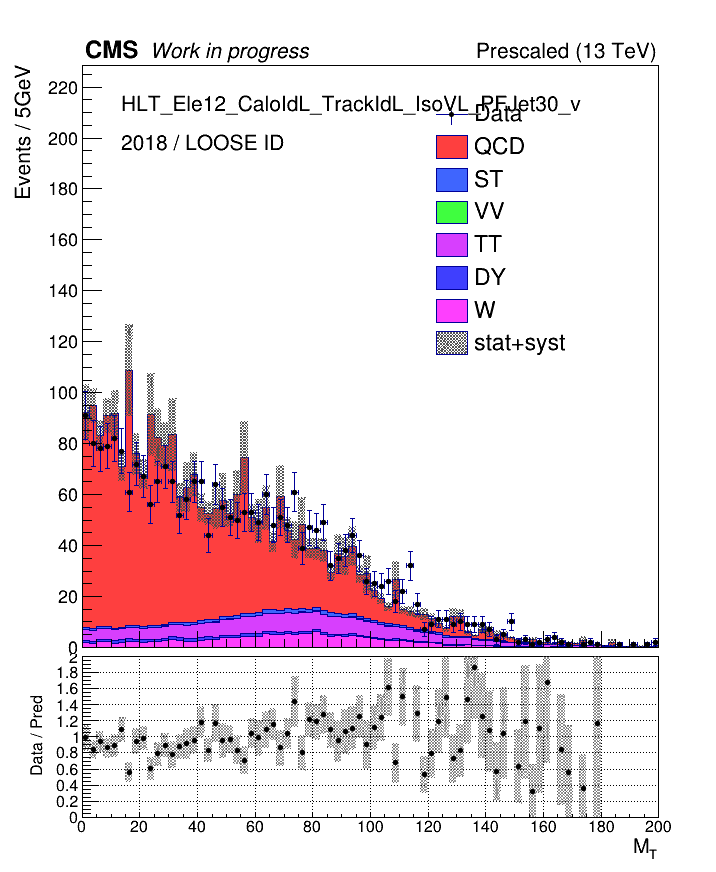 CMS Work in progress Prescaled (13 TeV)
Events / 5GeV
HLT_Ele12_CaloIdL_TrackIdL_IsoVL_PFJet30_v
2018 / LOOSE ID
Data
QCD
ST
VV
TT
DY
W
stat+syst
220
200
180
160
140
120
100
80
60
40
20
0
Data / Pred
2
1.8
1.6
1.4
1.2
1
0.8
0.6
0.4
0.2
0
0 20 40 60 80 100 120 140 160 180 200
M_T